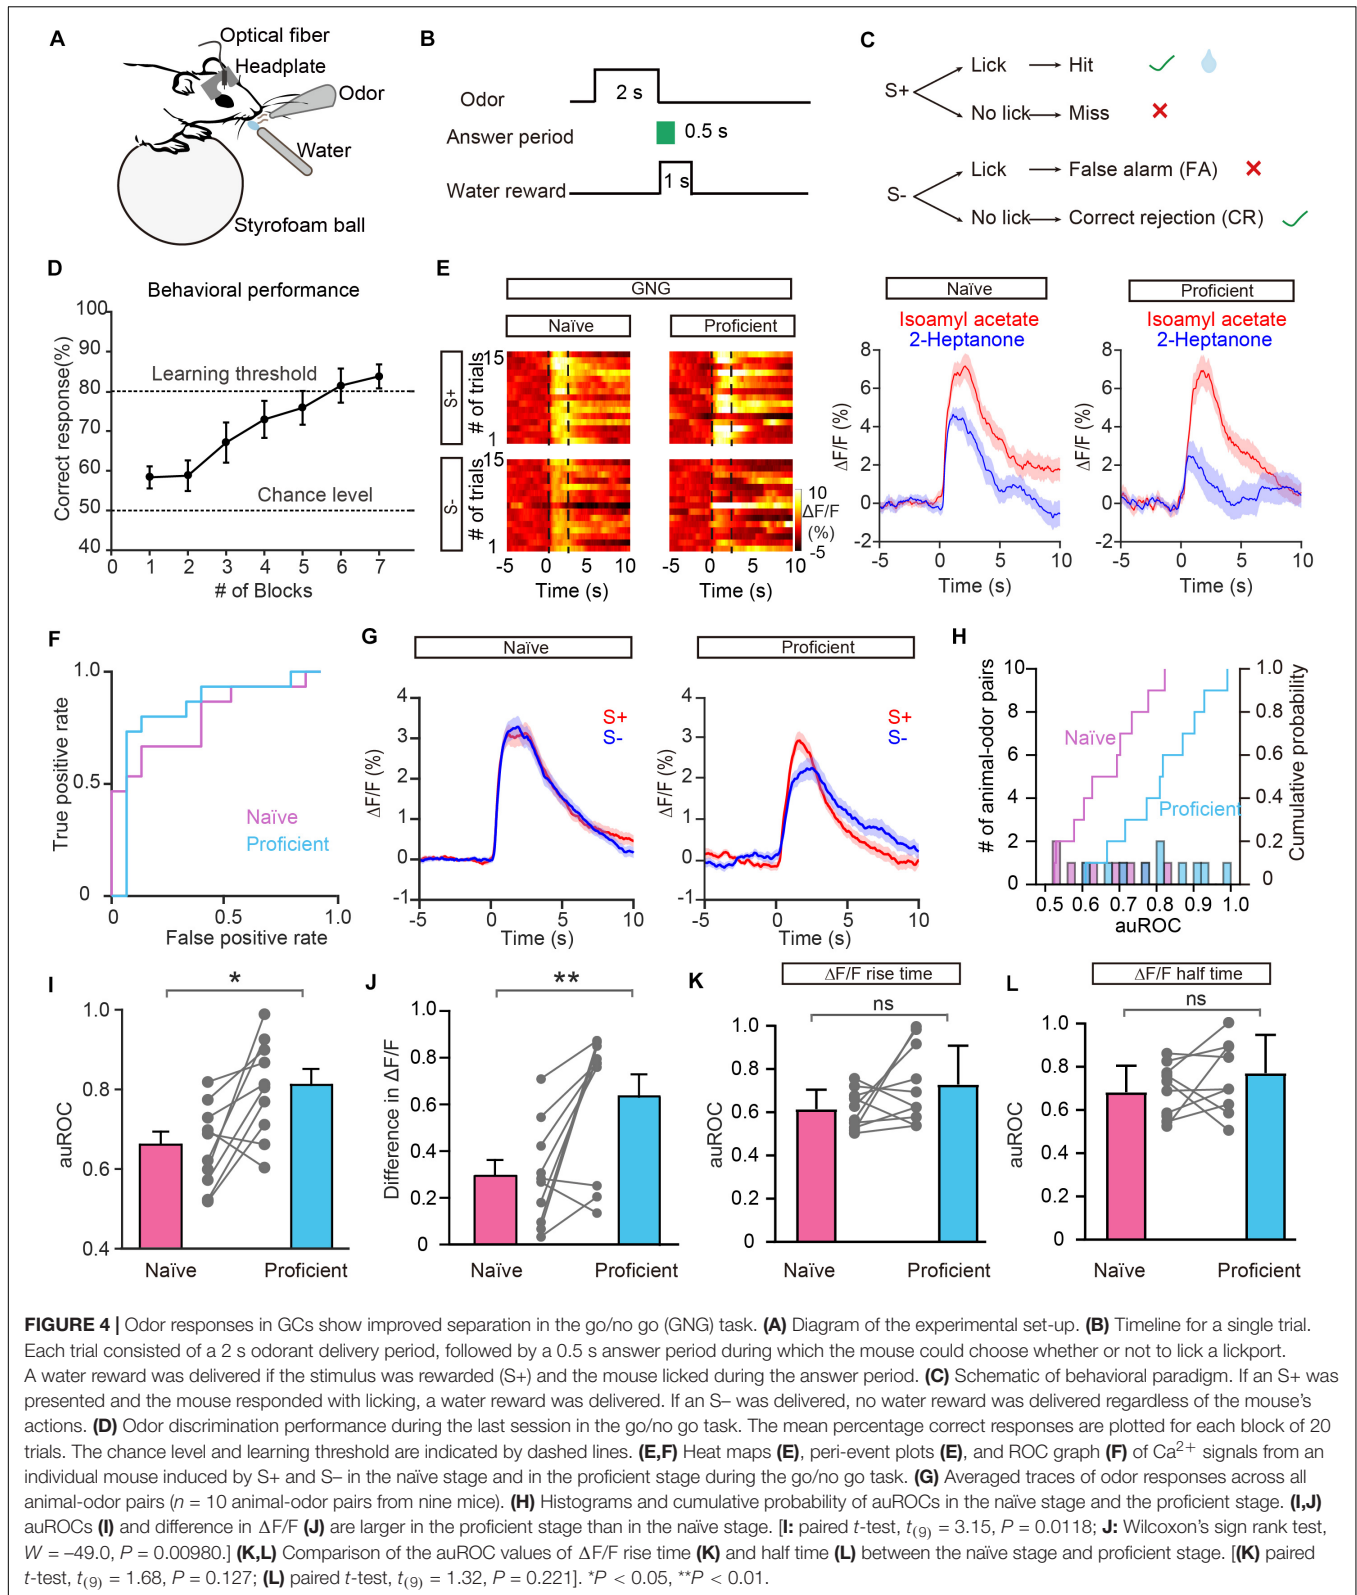 A
Optical fiber
Headplate
Odor
Water
Styrofoam ball
B
Odor
2 s
Answer period
0.5 s
Water reward
1 s
C
S+
Lick
Hit
No lick
Miss
S-
Lick
False alarm (FA)
No lick
Correct rejection (CR)
D
Behavioral performance
Correct response(%)
100
90
80
70
60
50
40
Learning threshold
Chance level
0 1 2 3 4 5 6 7
# of Blocks
E
GNG
Naïve
Proficient
S+
# of trials
15
1
S-
# of trials
15
1
-5 0 5 10
Time (s)
-5 0 5 10
Time (s)
10
ΔF/F
(%)
-5
Naïve
Isoamyl acetate
2-Heptanone
ΔF/F (%)
8
6
4
2
0
-2
-5 0 5 10
Time (s)
Proficient
Isoamyl acetate
2-Heptanone
ΔF/F (%)
8
6
4
2
0
-2
-5 0 5 10
Time (s)
F
True positive rate
1.0
0.5
0
Naïve
Proficient
0 0.5 1.0
False positive rate
G
Naïve
ΔF/F (%)
4
3
2
1
0
-1
S+
S-
-5 0 5 10
Time (s)
Proficient
ΔF/F (%)
4
3
2
1
0
-1
S+
S-
-5 0 5 10
Time (s)
H
# of animal-odor pairs
10
8
6
4
2
0
Naïve
Proficient
1.0
0.8
0.6
0.4
0.2
0
Cumulative probability
0.5 0.6 0.7 0.8 0.9 1.0
auROC
I
*
auROC
1.0
0.8
0.6
0.4
Naïve Proficient
J
**
Difference in ΔF/F
1.0
0.8
0.6
0.4
0.2
0
Naïve Proficient
K
ΔF/F rise time
ns
auROC
1.0
0.8
0.6
0.4
0.2
0
Naïve Proficient
L
ΔF/F half time
ns
auROC
1.0
0.8
0.6
0.4
0.2
0
Naïve Proficient
FIGURE 4 | Odor responses in GCs show improved separation in the go/no go (GNG) task. (A) Diagram of the experimental set-up. (B) Timeline for a single trial.
Each trial consisted of a 2 s odorant delivery period, followed by a 0.5 s answer period during which the mouse could choose whether or not to lick a lickport.
A water reward was delivered if the stimulus was rewarded (S+) and the mouse licked during the answer period. (C) Schematic of behavioral paradigm. If an S+ was
presented and the mouse responded with licking, a water reward was delivered. If an S– was delivered, no water reward was delivered regardless of the mouse's
actions. (D) Odor discrimination performance during the last session in the go/no go task. The mean percentage correct responses are plotted for each block of 20
trials. The chance level and learning threshold are indicated by dashed lines. (E,F) Heat maps (E), peri-event plots (E), and ROC graph (F) of Ca2+ signals from an
individual mouse induced by S+ and S– in the naïve stage and in the proficient stage during the go/no go task. (G) Averaged traces of odor responses across all
animal-odor pairs (n = 10 animal-odor pairs from nine mice). (H) Histograms and cumulative probability of auROCs in the naïve stage and the proficient stage. (I,J)
auROCs (I) and difference in ΔF/F (J) are larger in the proficient stage than in the naïve stage. [I: paired t-test, t(9) = 3.15, P = 0.0118; J: Wilcoxon's sign rank test,
W = –49.0, P = 0.00980.] (K,L) Comparison of the auROC values of ΔF/F rise time (K) and half time (L) between the naïve stage and proficient stage. [(K) paired
t-test, t(9) = 1.68, P = 0.127; (L) paired t-test, t(9) = 1.32, P = 0.221]. *P < 0.05, **P < 0.01.